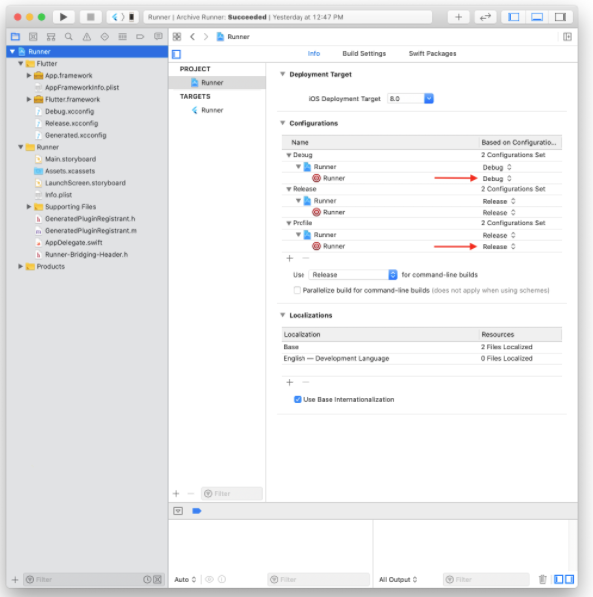 Runner | Archive Runner: Succeeded | Yesterday at 12:47 PM
Runner
Runner
Info Build Settings Swift Packages
Flutter
App.framework
AppFrameworkInfo.plist
Flutter.framework
Debug.xcconfig
Release.xcconfig
Generated.xcconfig
Runner
Main.storyboard
Assets.xcassets
LaunchScreen.storyboard
Info.plist
Supporting Files
GeneratedPluginRegistrant.h
GeneratedPluginRegistrant.m
AppDelegate.swift
Runner-Bridging-Header.h
Products
PROJECT
Runner
TARGETS
Runner
Deployment Target
iOS Deployment Target 8.0
Configurations
Name Based on Configuratio...
Debug 2 Configurations Set
Runner Debug
Runner Debug
Release 2 Configurations Set
Runner Release
Runner Release
Profile 2 Configurations Set
Runner Release
Runner Release
+ −
Use Release for command-line builds
Parallelize build for command-line builds (does not apply when using schemes)
Localizations
Localization Resources
Base 2 Files Localized
English — Development Language 0 Files Localized
+ −
Use Base Internationalization
+ − Filter
+ Filter Auto Filter All Output Filter